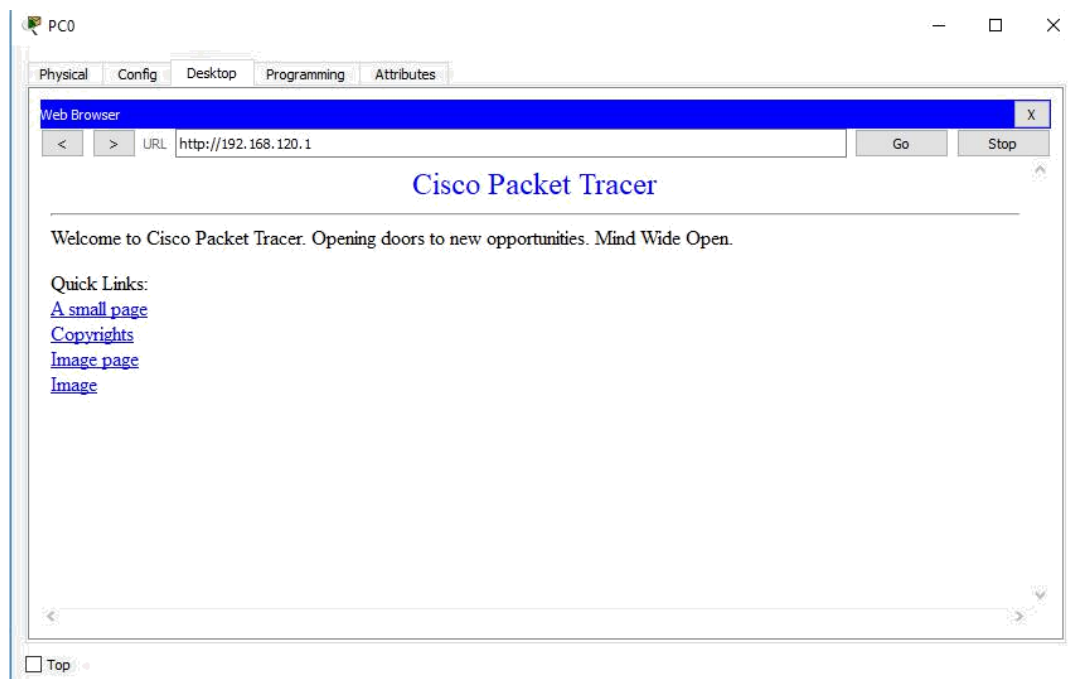 PC0
Physical Config Desktop Programming Attributes
Web Browser X
< > URL http://192.168.120.1 Go Stop
Cisco Packet Tracer
Welcome to Cisco Packet Tracer. Opening doors to new opportunities. Mind Wide Open.
Quick Links:
A small page
Copyrights
Image page
Image
Top